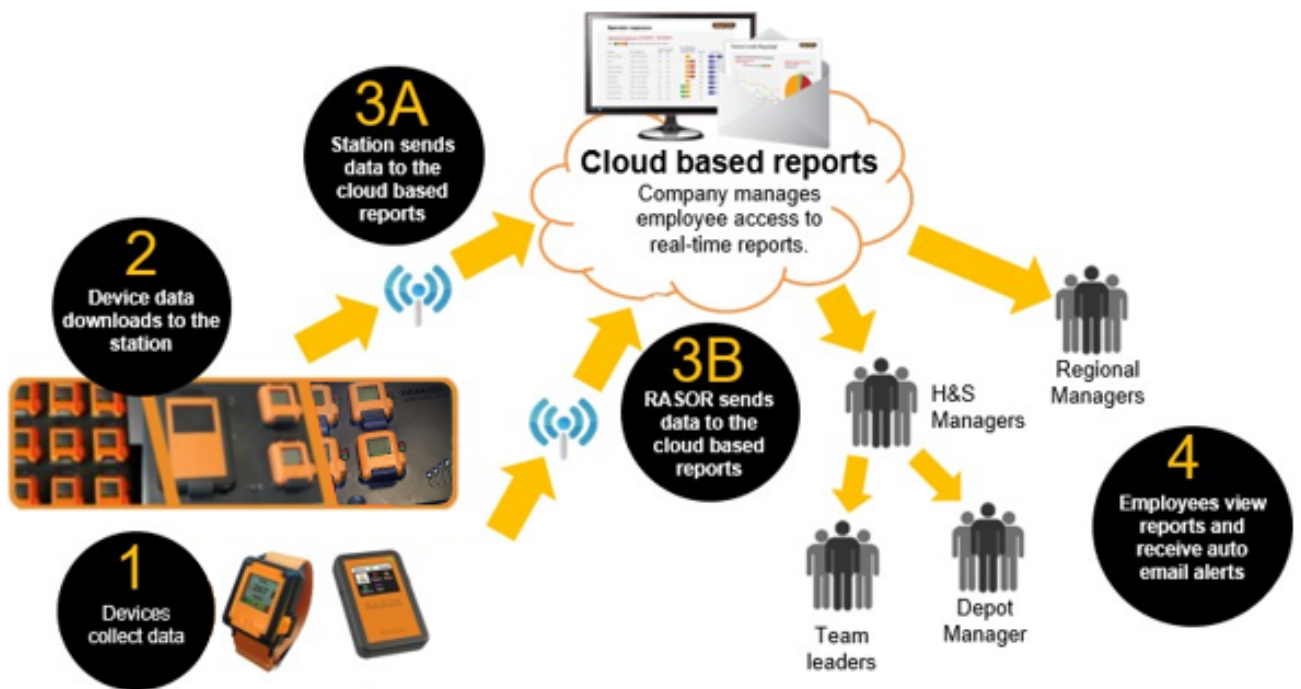 3A
Station sends
data to the
cloud based
reports
Cloud based reports
Company manages
employee access to
real-time reports.
2
Device data
downloads to the
station
3B
RASOR sends
data to the
cloud based
reports
Regional
Managers
H&S
Managers
4
Employees view
reports and
receive auto
email alerts
1
Devices
collect data
Team
leaders
Depot
Manager